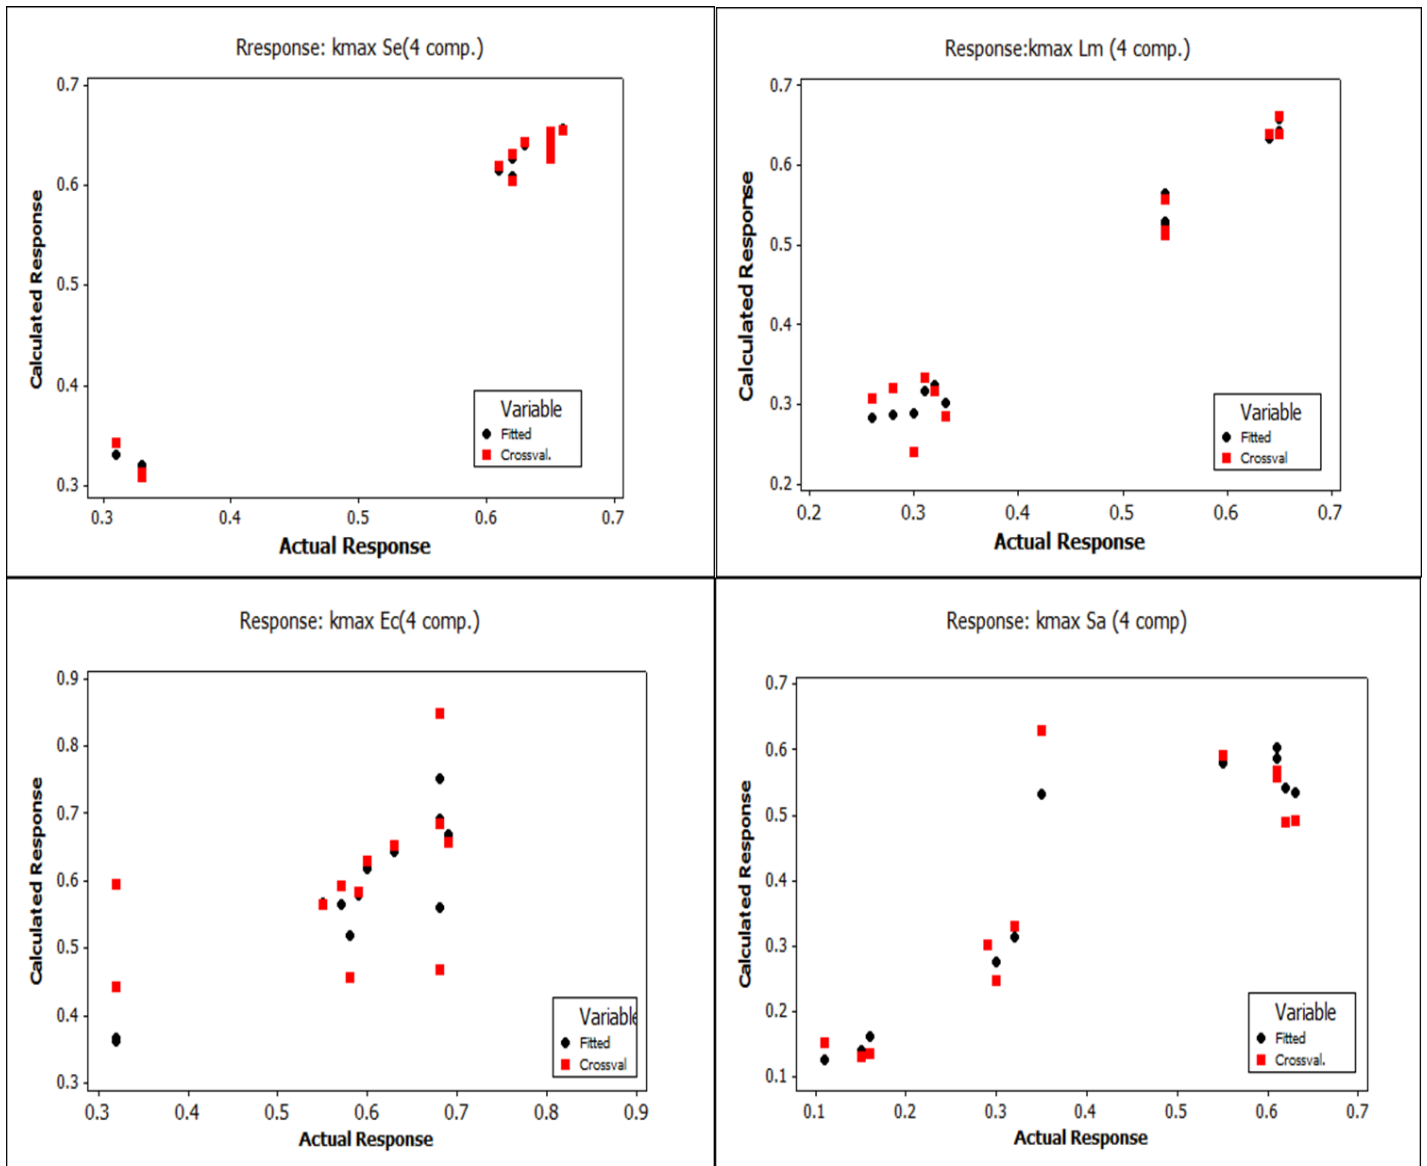 Rresponse: kmax Se(4 comp.)
0.7
0.6
0.5
0.4
0.3
Calculated Response
0.3 0.4 0.5 0.6 0.7
Actual Response
Variable
Fitted
Crossval.
Response:kmax Lm (4 comp.)
0.7
0.6
0.5
0.4
0.3
0.2
Calculated Response
0.2 0.3 0.4 0.5 0.6 0.7
Actual Response
Variable
Fitted
Crossval
Response: kmax Ec(4 comp.)
0.9
0.8
0.7
0.6
0.5
0.4
0.3
Calculated Response
0.3 0.4 0.5 0.6 0.7 0.8 0.9
Actual Response
Variable
Fitted
Crossval
Response: kmax Sa (4 comp)
0.7
0.6
0.5
0.4
0.3
0.2
0.1
Calculated Response
0.1 0.2 0.3 0.4 0.5 0.6 0.7
Actual Response
Variable
Fitted
Crossval.